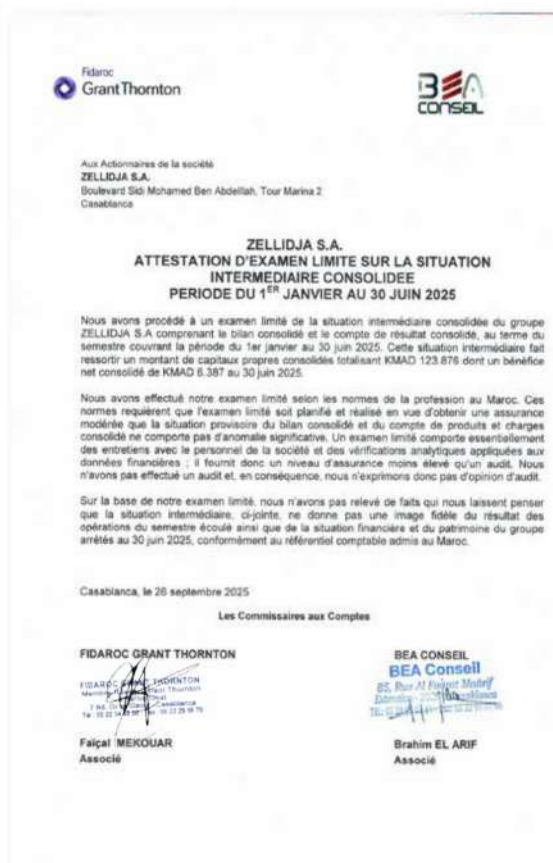 Fidaroc
Grant Thornton
BEA
CONSEIL
Aux Actionnaires de la société
ZELLIDJA S.A.
Boulevard Sidi Mohamed Ben Abdelllah, Tour Marina 2
Casablanca
ZELLIDJA S.A.
ATTESTATION D'EXAMEN LIMITE SUR LA SITUATION
INTERMEDIAIRE CONSOLIDEE
PERIODE DU 1ER JANVIER AU 30 JUIN 2025
Nous avons procédé à un examen limité de la situation intermédiaire consolidée du groupe
ZELLIDJA S.A comprenant le bilan consolidé et le compte de résultat consolidé, au terme du
semestre couvrant la période du 1er janvier au 30 juin 2025. Cette situation intermédiaire fait
ressortir un montant de capitaux propres consolidés totalisant KMAD 123.876 dont un bénéfice
net consolidé de KMAD 6.387 au 30 juin 2025.
Nous avons effectué notre examen limité selon les normes de la profession au Maroc. Ces
normes requièrent que l'examen limité soit planifié et réalisé en vue d'obtenir une assurance
modérée que la situation provisoire du bilan consolidé et du compte de produits et charges
consolidé ne comporte pas d'anomalie significative. Un examen limité comporte essentiellement
des entretiens avec le personnel de la société et des vérifications analytiques appliquées aux
données financières ; il fournit donc un niveau d'assurance moins élevé qu'un audit. Nous
n'avons pas effectué un audit et, en conséquence, nous n'exprimons donc pas d'opinion d'audit.
Sur la base de notre examen limité, nous n'avons pas relevé de faits qui nous laissent penser
que la situation intermédiaire, ci-jointe, ne donne pas une image fidèle du résultat des
opérations du semestre écoulé ainsi que de la situation financière et du patrimoine du groupe
arrêtés au 30 juin 2025, conformément au référentiel comptable admis au Maroc.
Casablanca, le 26 septembre 2025
Les Commissaires aux Comptes
FIDAROC GRANT THORNTON
BEA CONSEIL
FIDAROC GRANT THORNTON
BEA Conseil
Faïçal MEKOUAR
Associé
Brahim EL ARIF
Associé